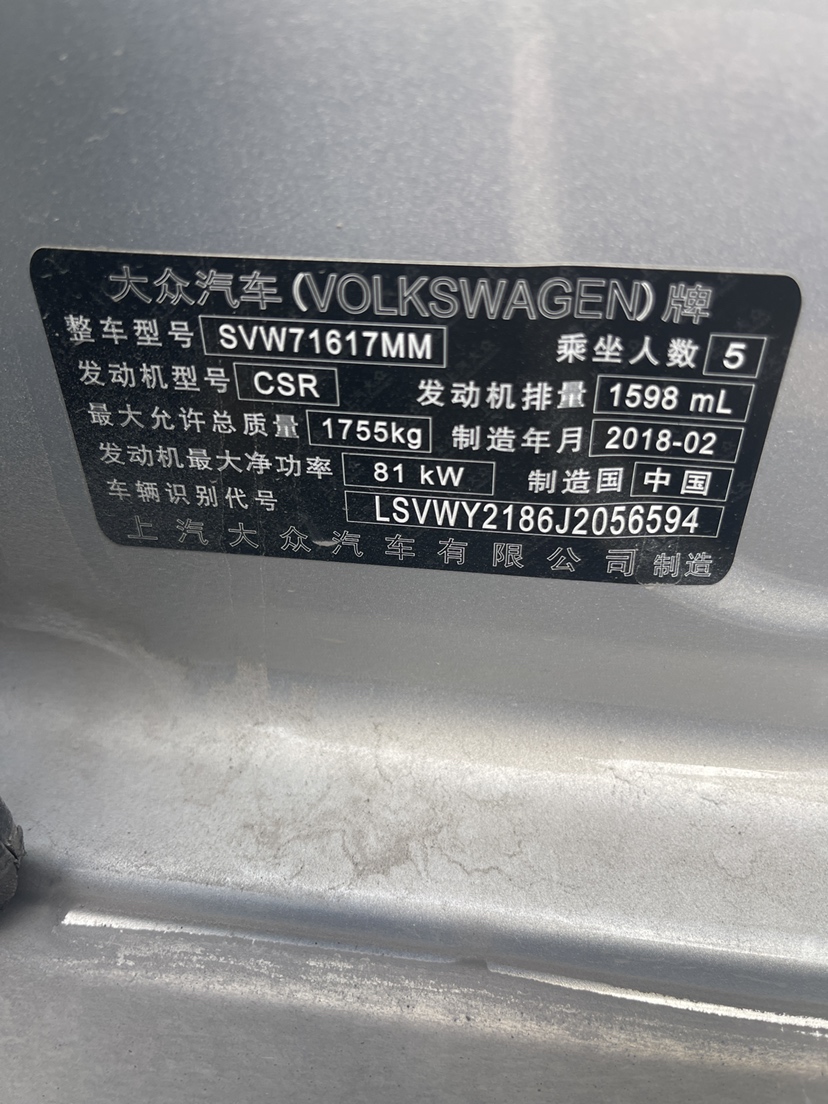 大众汽车(VOLKSWAGEN)牌
整车型号 SVW71617MM 乘坐人数 5
发动机型号 CSR 发动机排量 1598 mL
最大允许总质量 1755kg 制造年月 2018-02
发动机最大净功率 81 kW 制造国 中国
车辆识别代号 LSVWY2186J2056594
上汽大众汽车有限公司 制造